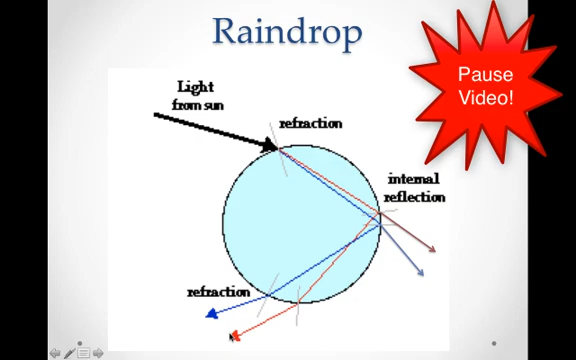 Raindrop
Pause
Video!
Light
from sun
refraction
internal
reflection
refraction